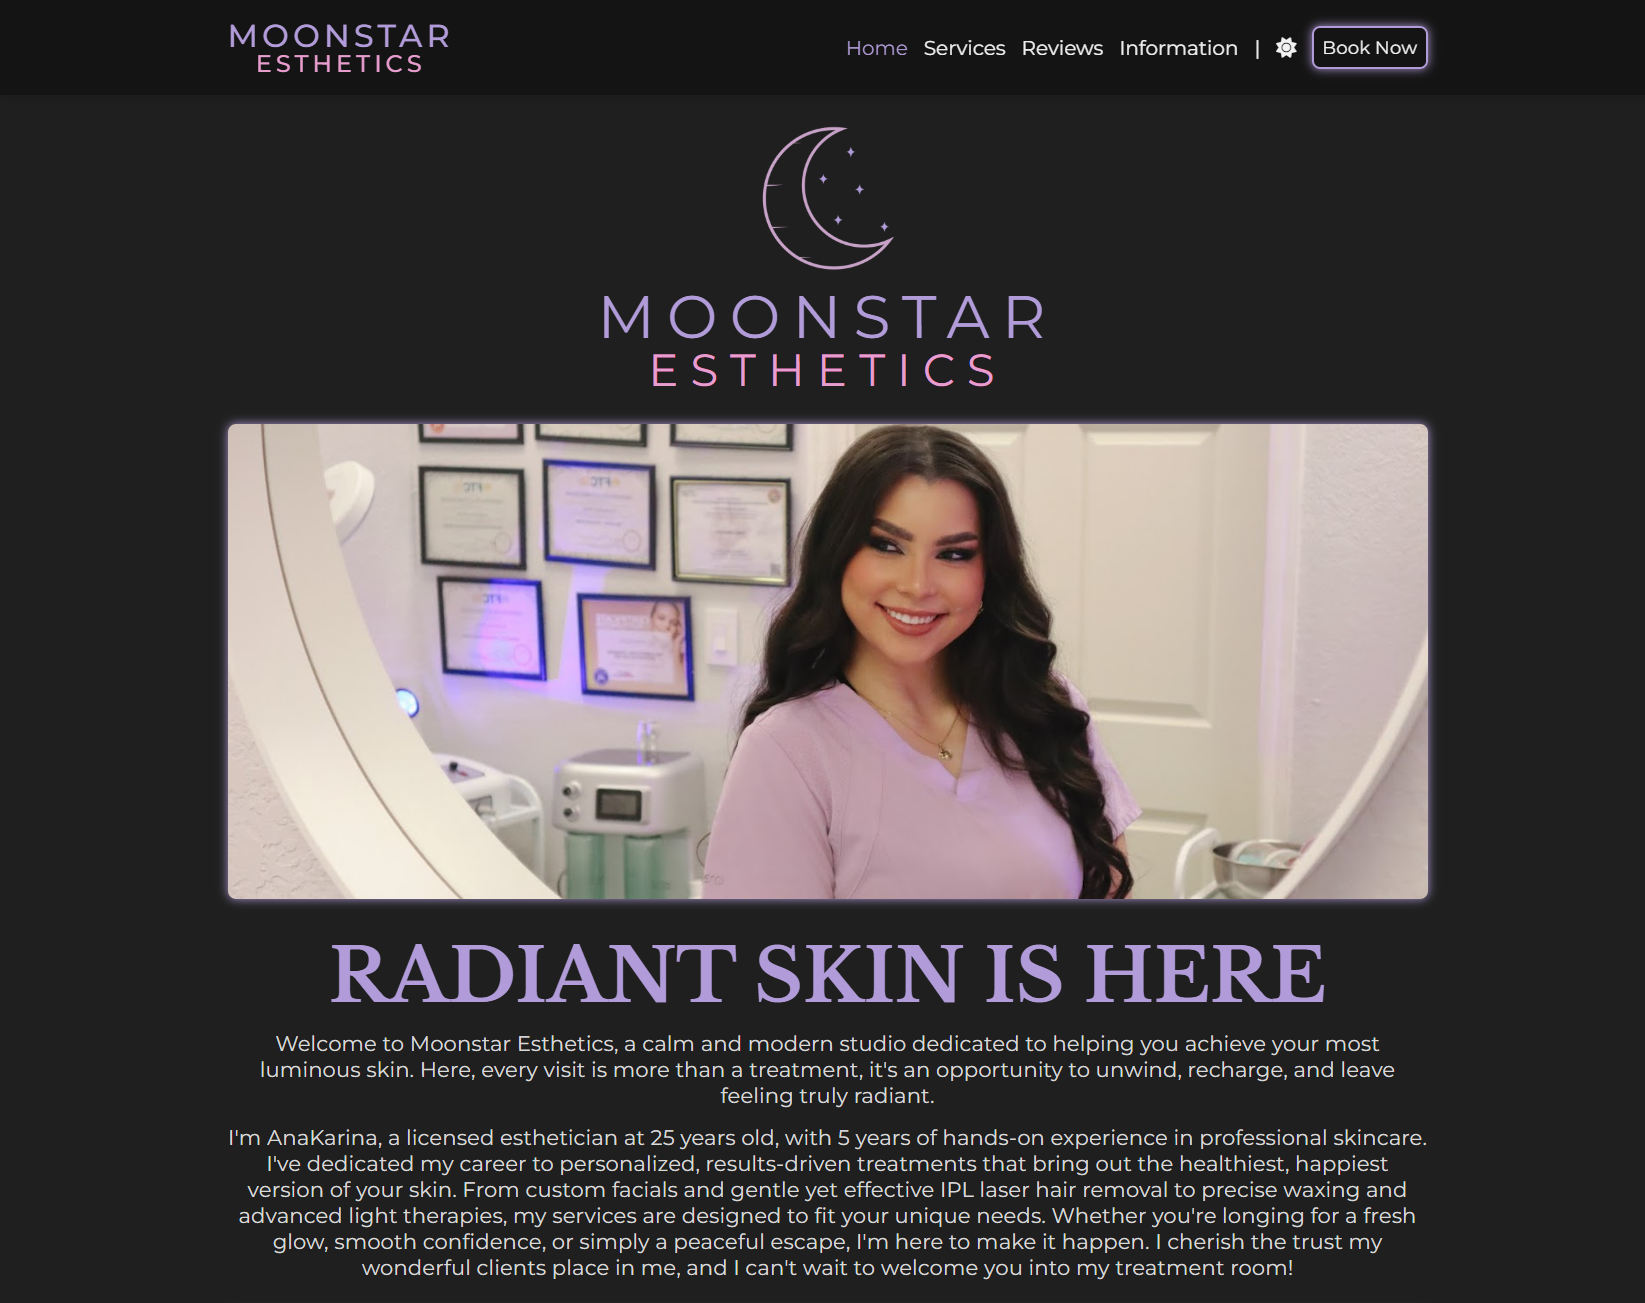 MOONSTAR
ESTHETICS
Home Services Reviews Information | Book Now
MOONSTAR
ESTHETICS
RADIANT SKIN IS HERE
Welcome to Moonstar Esthetics, a calm and modern studio dedicated to helping you achieve your most
luminous skin. Here, every visit is more than a treatment, it's an opportunity to unwind, recharge, and leave
feeling truly radiant.
I'm AnaKarina, a licensed esthetician at 25 years old, with 5 years of hands-on experience in professional skincare.
I've dedicated my career to personalized, results-driven treatments that bring out the healthiest, happiest
version of your skin. From custom facials and gentle yet effective IPL laser hair removal to precise waxing and
advanced light therapies, my services are designed to fit your unique needs. Whether you're longing for a fresh
glow, smooth confidence, or simply a peaceful escape, I'm here to make it happen. I cherish the trust my
wonderful clients place in me, and I can't wait to welcome you into my treatment room!